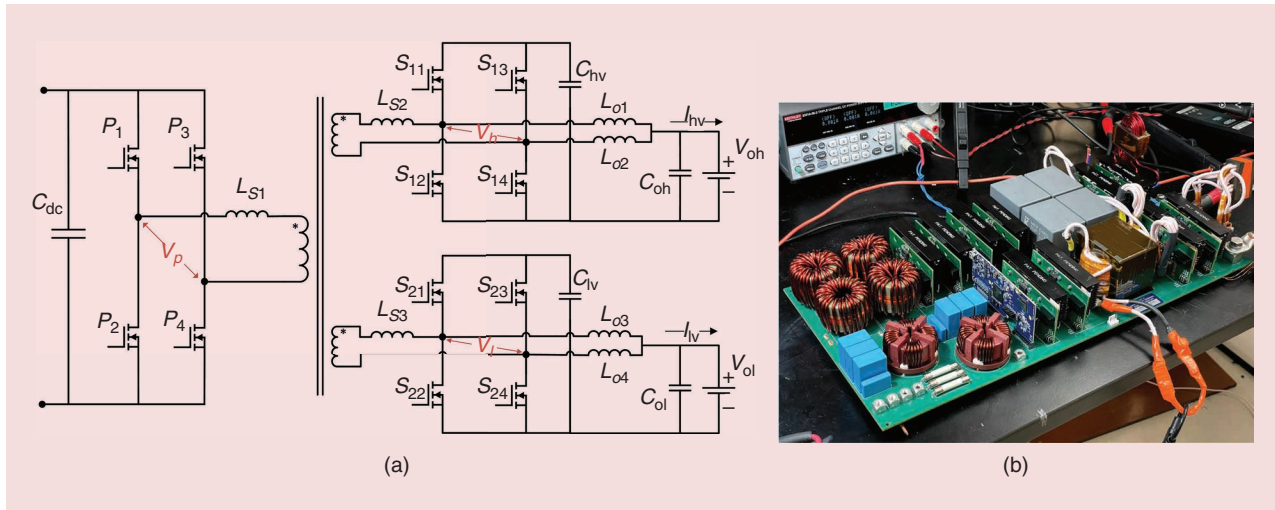 P1
P3
LS1
*
Cdc
Vp
P2
P4
*
LS2
S11
S13
Chv
Vh
S12
S14
Lo1
Lo2
Ihv
Coh
+
Voh
−
*
LS3
S21
S23
Clv
Vl
S22
S24
Lo3
Lo4
Ilv
Col
+
Vol
−
(a)
(b)